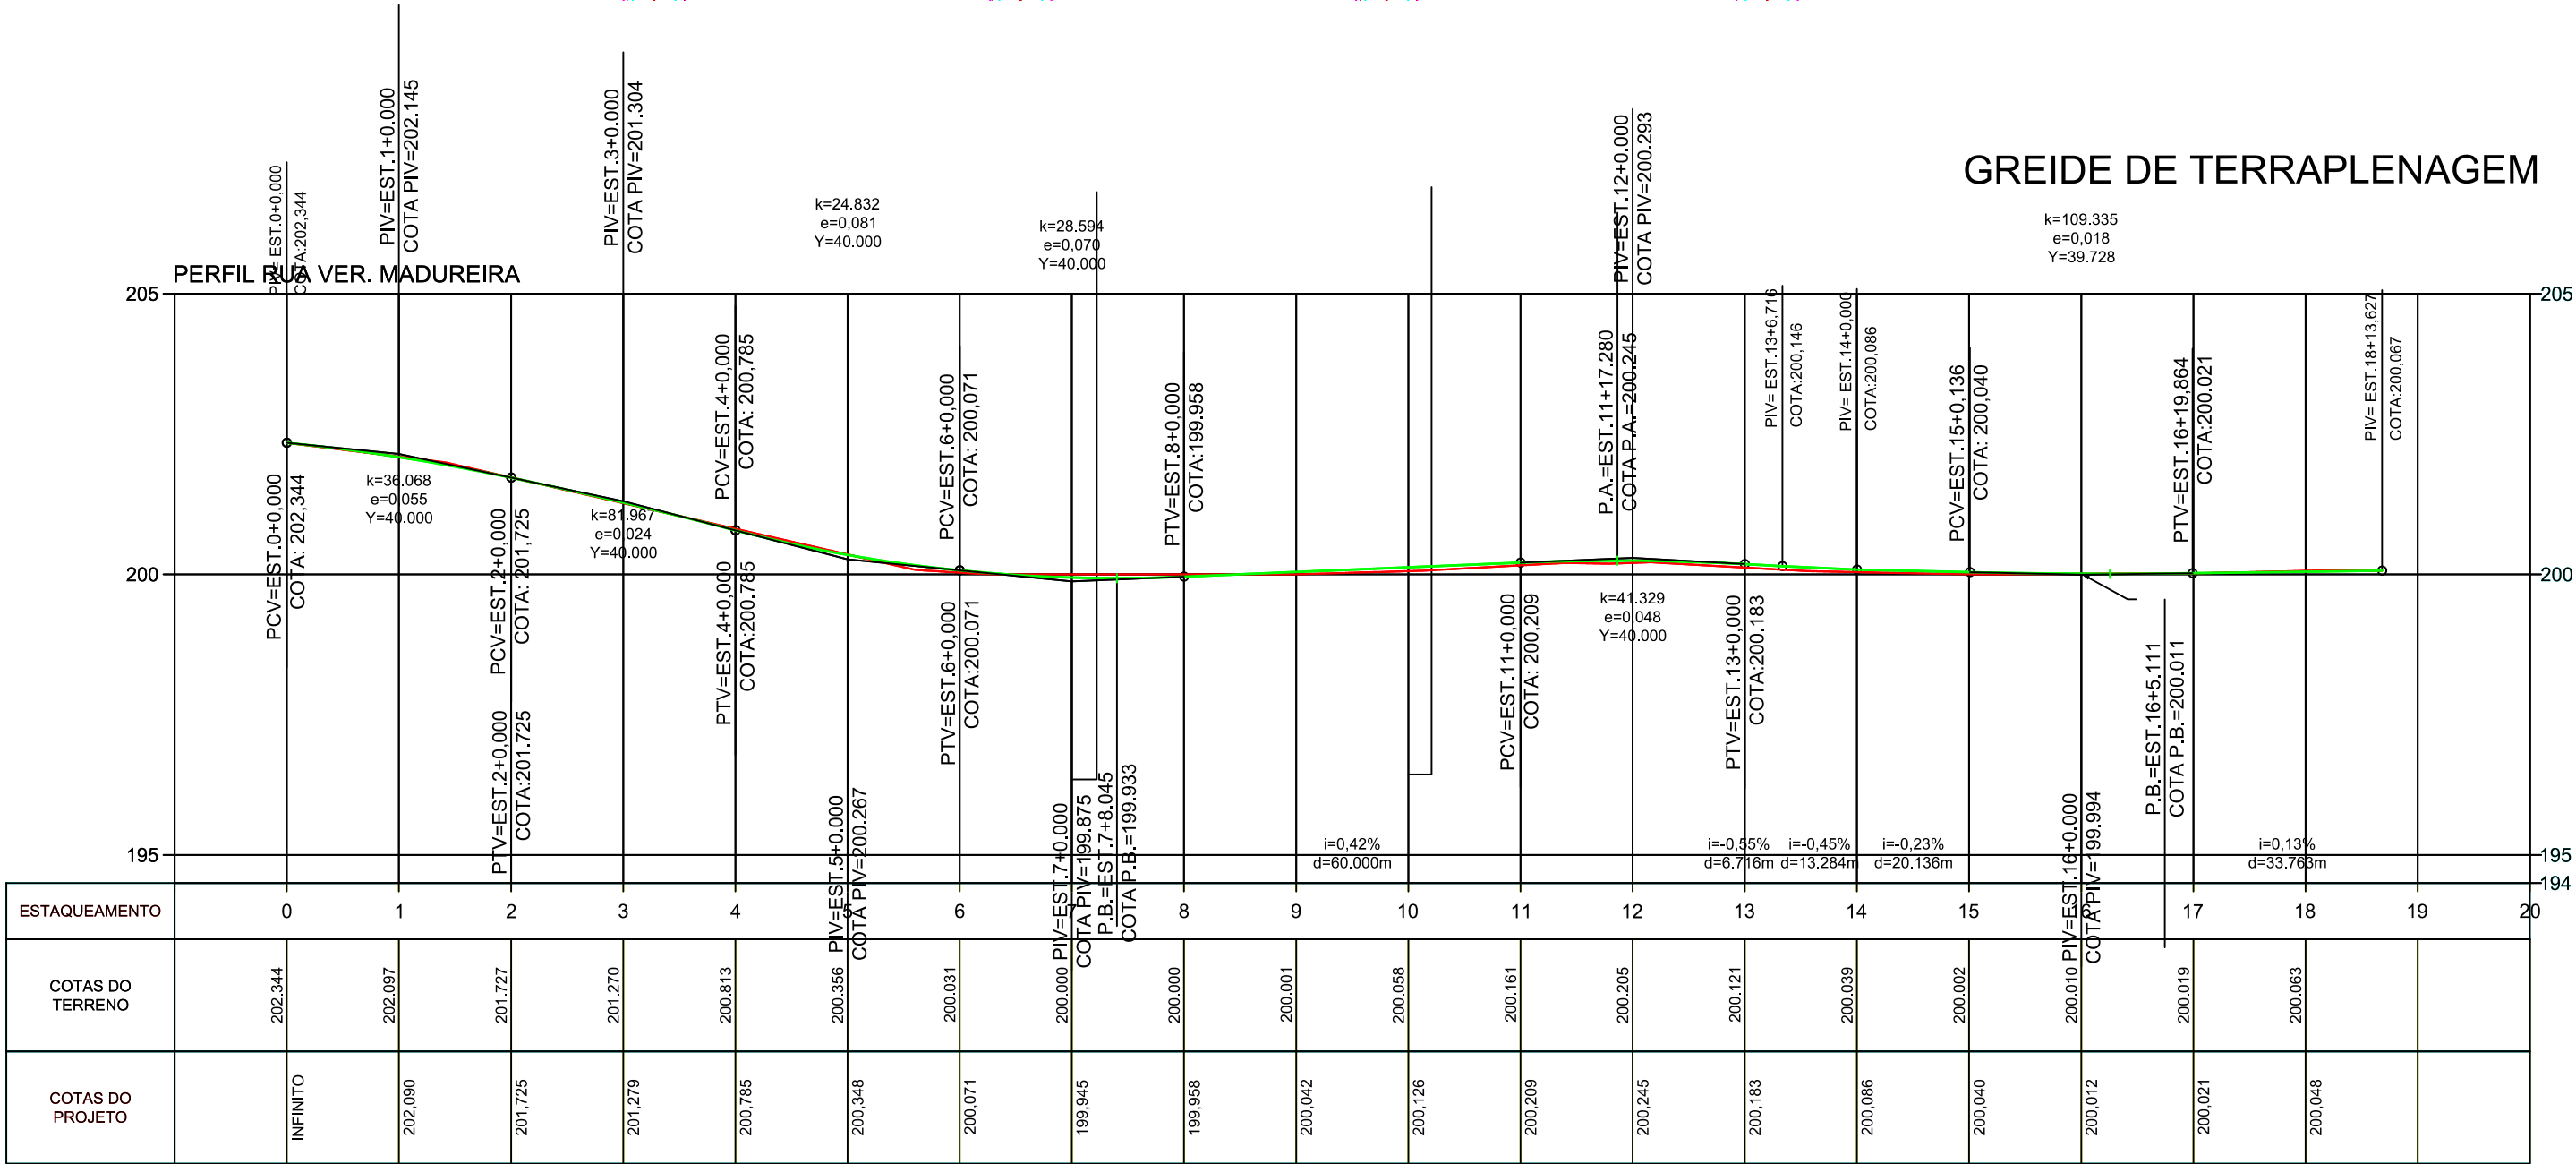 GREIDE DE TERRAPLENAGEM
PERFIL RUA VER. MADUREIRA
PIV= EST.0+0,000
COTA:202,344
PIV=EST.1+0.000
COTA PIV=202.145
PIV=EST.3+0.000
COTA PIV=201.304
k=24.832
e=0,081
Y=40.000
k=28.594
e=0,070
Y=40.000
PIV=EST.12+0.000
COTA PIV=200.293
k=109.335
e=0,018
Y=39.728
205
205
PCV=EST.0+0,000
COTA: 202,344
k=36.068
e=0.055
Y=40.000
PCV=EST.2+0,000
COTA: 201,725
PTV=EST.2+0,000
COTA:201.725
k=81.967
e=0.024
Y=40.000
PCV=EST.4+0,000
COTA: 200,785
PTV=EST.4+0,000
COTA:200.785
PCV=EST.6+0,000
COTA: 200,071
PTV=EST.6+0,000
COTA:200.071
PTV=EST.8+0,000
COTA:199.958
P.A.=EST.11+17.280
COTA P.A.=200.245
PIV= EST.13+6,716
COTA:200,146
PIV= EST.14+0,000
COTA:200,086
PCV=EST.15+0,136
COTA: 200,040
PTV=EST.16+19,864
COTA:200.021
PIV= EST.18+13,627
COTA:200,067
200
200
PCV=EST.11+0,000
COTA: 200,209
k=41.329
e=0,048
Y=40.000
PTV=EST.13+0,000
COTA:200.183
P.B.=EST.16+5.111
COTA P.B.=200.011
PIV=EST.5+0.000
COTA PIV=200.267
PIV=EST.7+0.000
COTA PIV=199.875
P.B.=EST.7+8.045
COTA P.B.=199.933
PIV=EST.16+0.000
COTA PIV=199.994
i=0,42%
d=60.000m
i=-0,55%
d=6.716m
i=-0,45%
d=13.284m
i=-0,23%
d=20.136m
i=0,13%
d=33.763m
195
195
194
ESTAQUEAMENTO 0 1 2 3 4 5 6 7 8 9 10 11 12 13 14 15 16 17 18 19 20
COTAS DO
TERRENO
202.344 202.097 201.727 201.270 200.813 200.356 200.031 200.000 200.000 200.001 200.058 200.161 200.205 200.121 200.039 200.002 200.010 200.019 200.063
COTAS DO
PROJETO
INFINITO 202,090 201,725 201,279 200,785 200,348 200,071 199,945 199,958 200,042 200,126 200,209 200,245 200,183 200,086 200,040 200,012 200,021 200,048